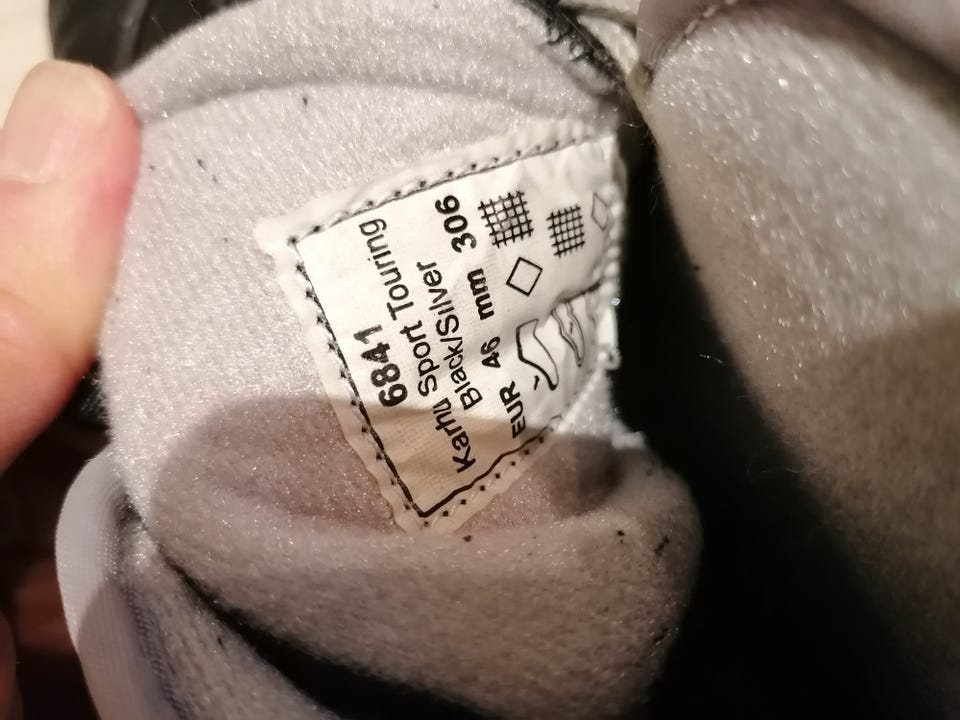 6841
Karhu Sport Touring
Black/Silver
EUR 46 mm 306